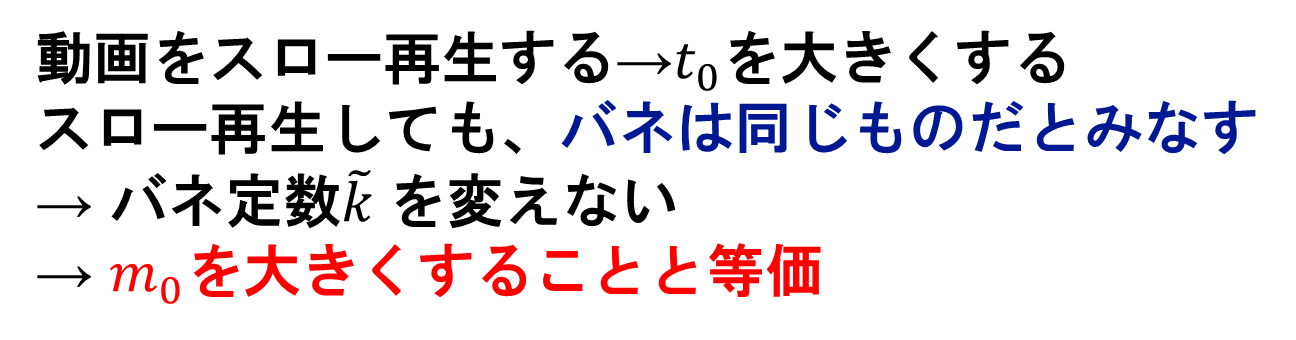 動画をスロー再生する→t₀を大きくする
スロー再生しても、バネは同じものだとみなす
→ バネ定数k̃ を変えない
→ m₀を大きくすることと等価